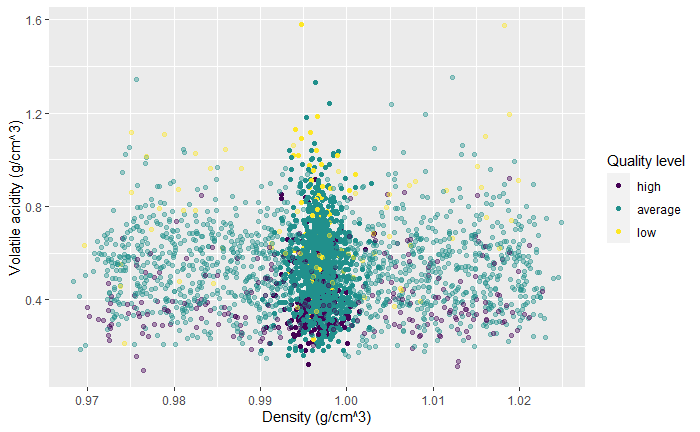 1.6
1.2
0.8
0.4
Volatile acidity (g/cm^3)
0.97 0.98 0.99 1.00 1.01 1.02
Density (g/cm^3)
Quality level
high
average
low